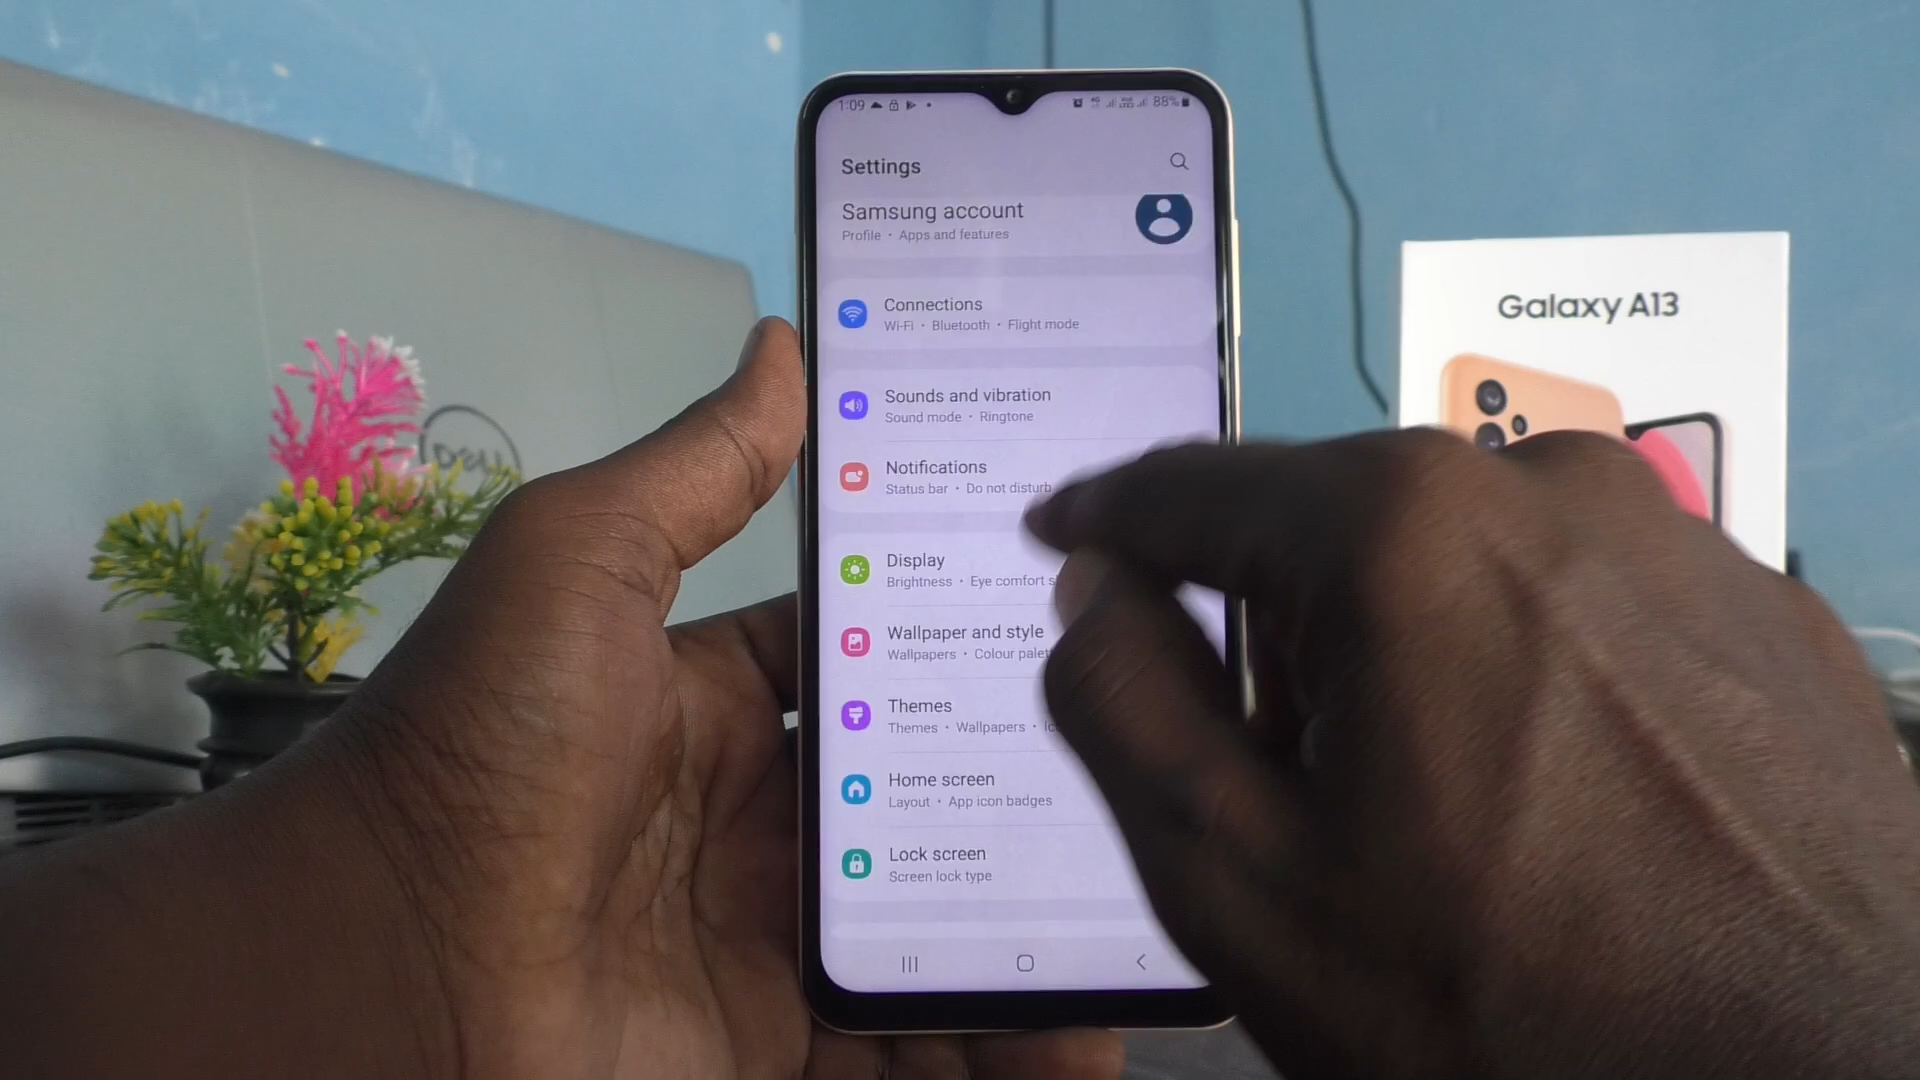 1:09
88%
Settings
Samsung account
Profile • Apps and features
Connections
Wi-Fi • Bluetooth • Flight mode
Sounds and vibration
Sound mode • Ringtone
Notifications
Status bar • Do not disturb
Display
Brightness • Eye comfort
Wallpaper and style
Wallpapers • Colour
Themes
Themes • Wallpapers
Home screen
Layout • App icon badges
Lock screen
Screen lock type
Galaxy A13
DELL